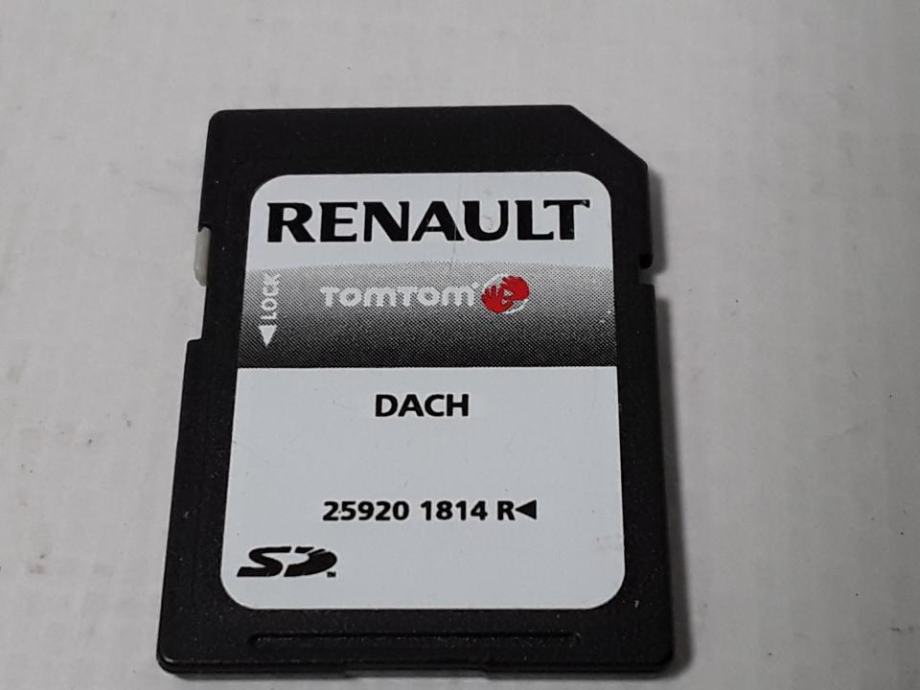 RENAULT
TOMTOM
◀LOCK
DACH
25920 1814 R◀
SD